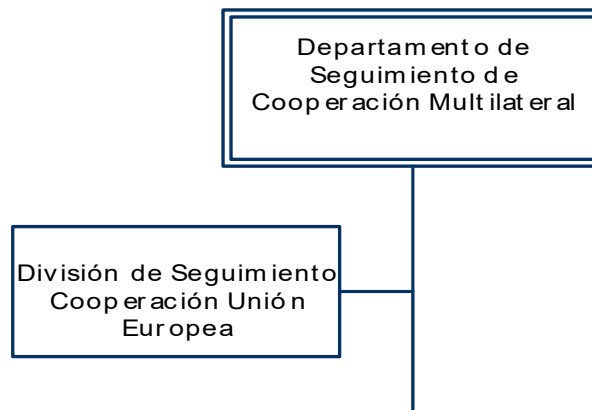 Departamento de
Seguimiento de
Cooperación Multilateral
División de Seguimiento
Cooperación Unión
Europea